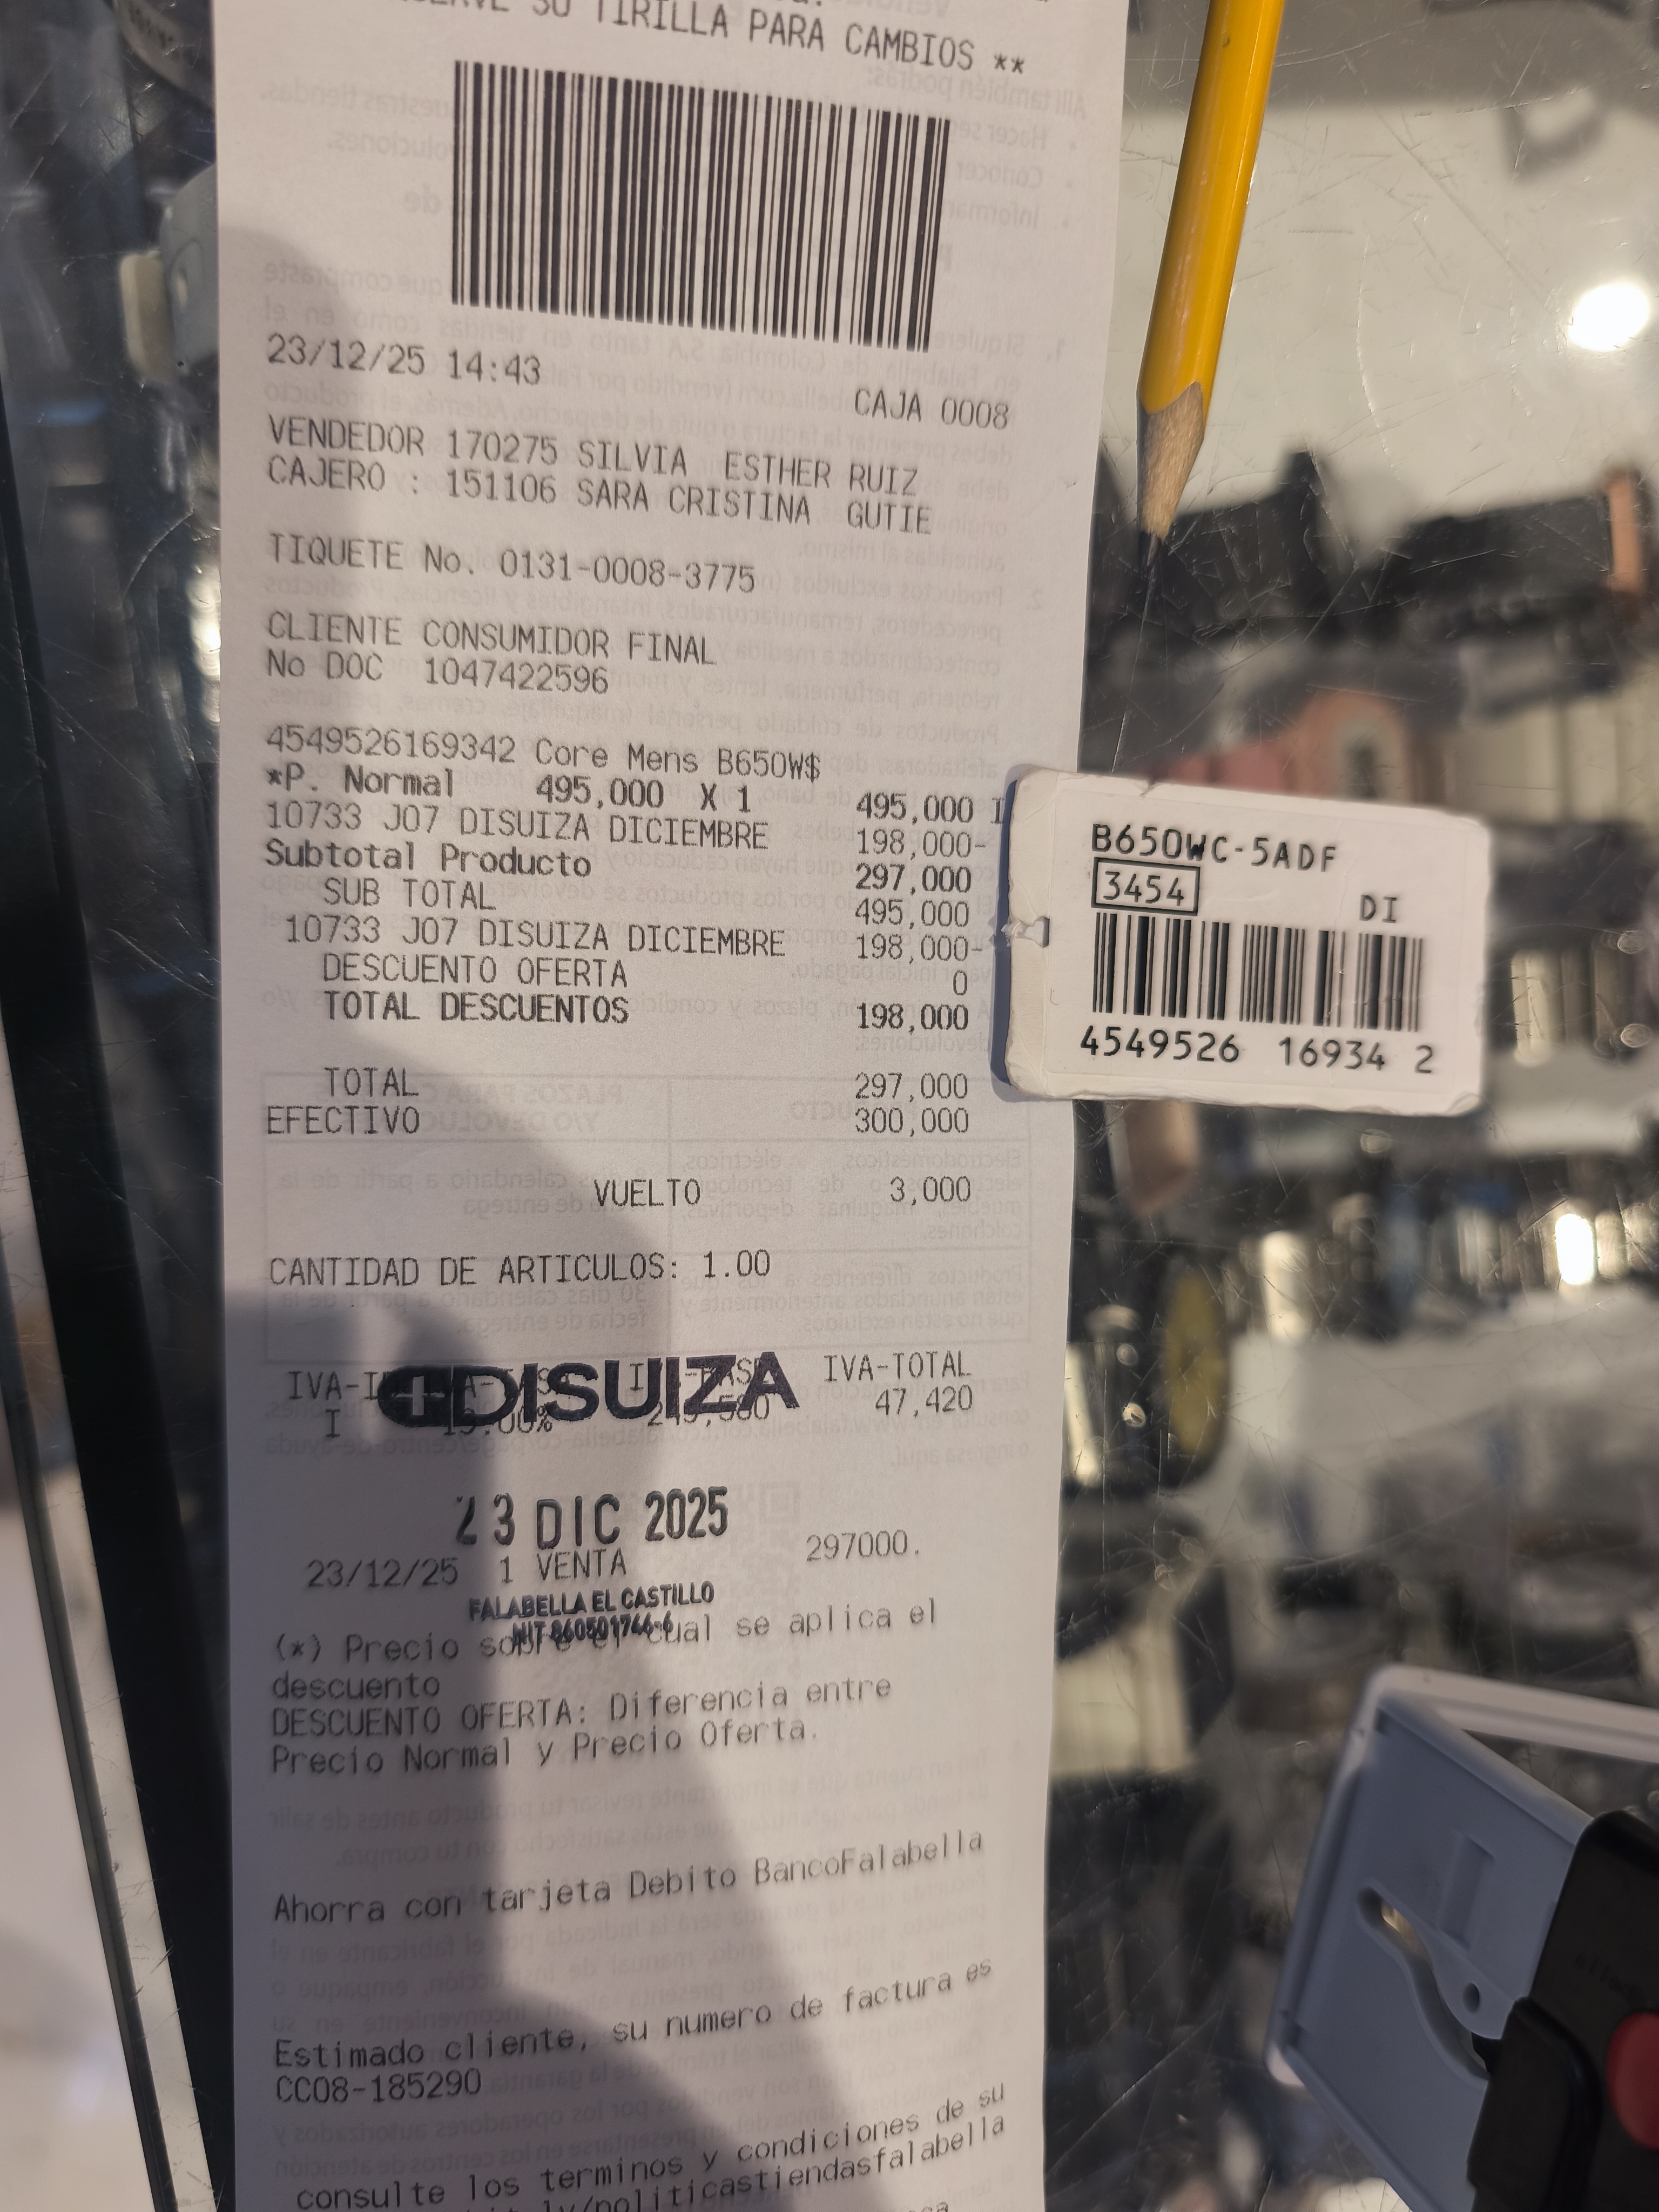 SU TIRILLA PARA CAMBIOS **
23/12/25 14:43
CAJA 0008
VENDEDOR 170275 SILVIA ESTHER RUIZ
CAJERO : 151106 SARA CRISTINA GUTIE
TIQUETE No. 0131-0008-3775
CLIENTE CONSUMIDOR FINAL
No DOC 1047422596
4549526169342 Core Mens B650W$
*P. Normal 495,000 X 1 495,000 I
10733 J07 DISUIZA DICIEMBRE 198,000-
Subtotal Producto 297,000
SUB TOTAL 495,000
10733 J07 DISUIZA DICIEMBRE 198,000-
DESCUENTO OFERTA 0
TOTAL DESCUENTOS 198,000
TOTAL 297,000
EFECTIVO 300,000
VUELTO 3,000
CANTIDAD DE ARTICULOS: 1.00
IVA-TOTAL
I 47,420
DISUIZA
23 DIC 2025
23/12/25 1 VENTA 297000.
FALABELLA EL CASTILLO
NIT 860501766-6
(*) Precio sobre el cual se aplica el
descuento
DESCUENTO OFERTA: Diferencia entre
Precio Normal y Precio Oferta.
Ahorra con tarjeta Debito BancoFalabella
Estimado cliente, su numero de factura es
CC08-185290
consulte los terminos y condiciones de su
B650WC-5ADF
3454
DI
4549526 16934 2